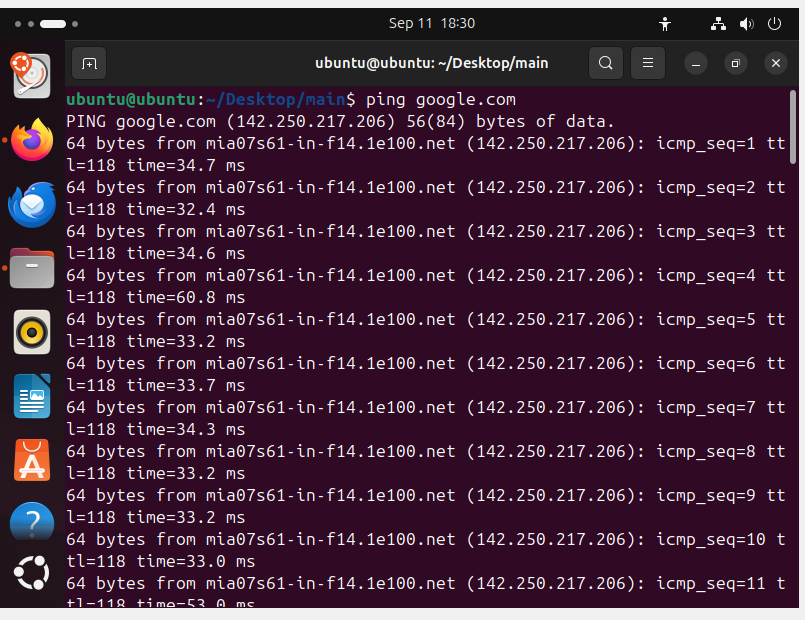 Sep 11 18:30
ubuntu@ubuntu: ~/Desktop/main
ubuntu@ubuntu:~/Desktop/main$ ping google.com
PING google.com (142.250.217.206) 56(84) bytes of data.
64 bytes from mia07s61-in-f14.1e100.net (142.250.217.206): icmp_seq=1 tt
l=118 time=34.7 ms
64 bytes from mia07s61-in-f14.1e100.net (142.250.217.206): icmp_seq=2 tt
l=118 time=32.4 ms
64 bytes from mia07s61-in-f14.1e100.net (142.250.217.206): icmp_seq=3 tt
l=118 time=34.6 ms
64 bytes from mia07s61-in-f14.1e100.net (142.250.217.206): icmp_seq=4 tt
l=118 time=60.8 ms
64 bytes from mia07s61-in-f14.1e100.net (142.250.217.206): icmp_seq=5 tt
l=118 time=33.2 ms
64 bytes from mia07s61-in-f14.1e100.net (142.250.217.206): icmp_seq=6 tt
l=118 time=33.7 ms
64 bytes from mia07s61-in-f14.1e100.net (142.250.217.206): icmp_seq=7 tt
l=118 time=34.3 ms
64 bytes from mia07s61-in-f14.1e100.net (142.250.217.206): icmp_seq=8 tt
l=118 time=33.2 ms
64 bytes from mia07s61-in-f14.1e100.net (142.250.217.206): icmp_seq=9 tt
l=118 time=33.2 ms
64 bytes from mia07s61-in-f14.1e100.net (142.250.217.206): icmp_seq=10 t
tl=118 time=33.0 ms
64 bytes from mia07s61-in-f14.1e100.net (142.250.217.206): icmp_seq=11 t
tl=118 time=53.0 ms